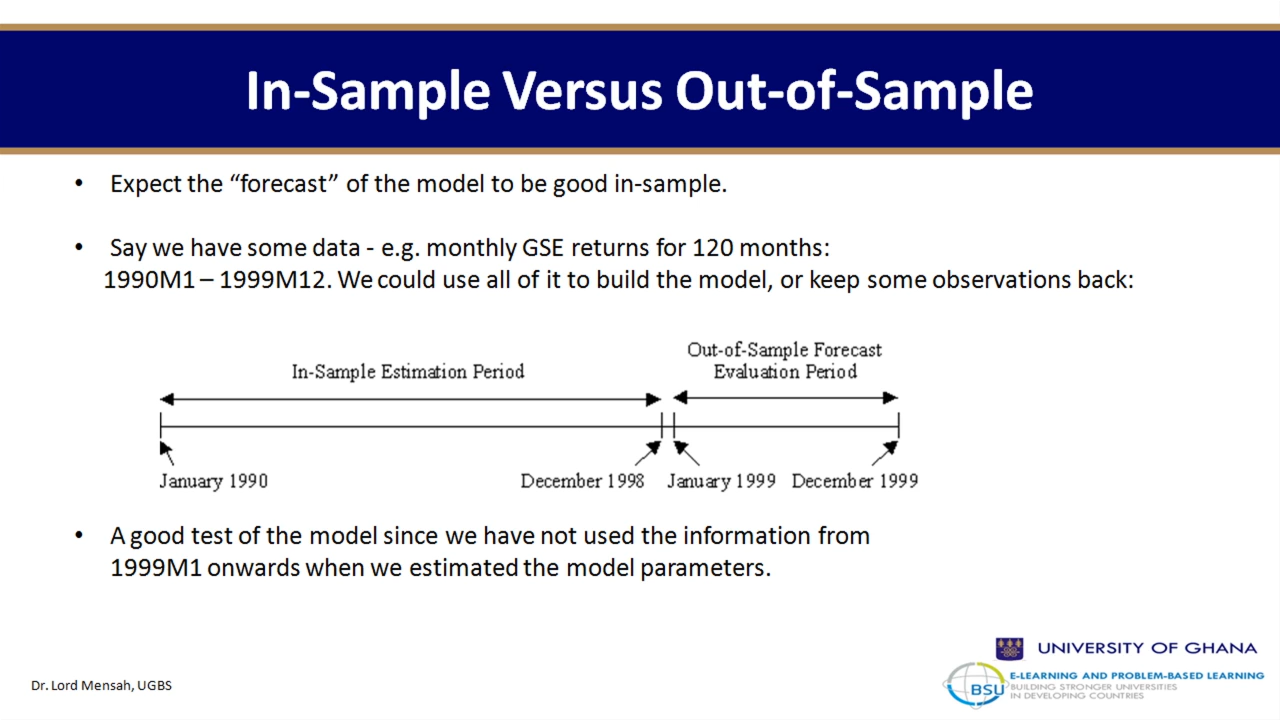 In-Sample Versus Out-of-Sample
• Expect the “forecast” of the model to be good in-sample.
• Say we have some data - e.g. monthly GSE returns for 120 months:
1990M1 – 1999M12. We could use all of it to build the model, or keep some observations back:
Out-of-Sample Forecast
In-Sample Estimation Period
Evaluation Period
January 1990
December 1998
January 1999
December 1999
• A good test of the model since we have not used the information from
1999M1 onwards when we estimated the model parameters.
UNIVERSITY OF GHANA
BSU
E-LEARNING AND PROBLEM-BASED LEARNING
BUILDING STRONGER UNIVERSITIES
IN DEVELOPING COUNTRIES
Dr. Lord Mensah, UGBS